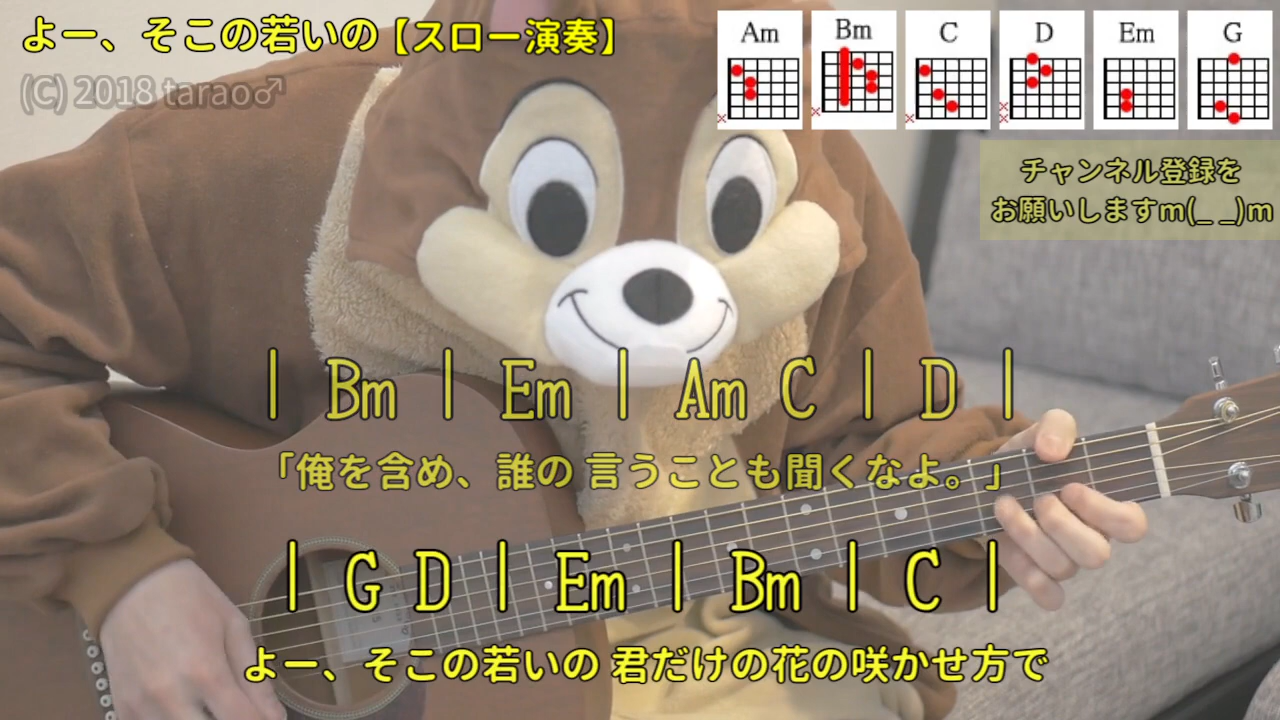 よー、そこの若いの【スロー演奏】
(C) 2018 tarao♂
Am Bm C D Em G
チャンネル登録を
お願いしますm(_ _)m
| Bm | Em | Am C | D |
「俺を含め、誰の 言うことも聞くなよ。」
| G D | Em | Bm | C |
よー、そこの若いの 君だけの花の咲かせ方で